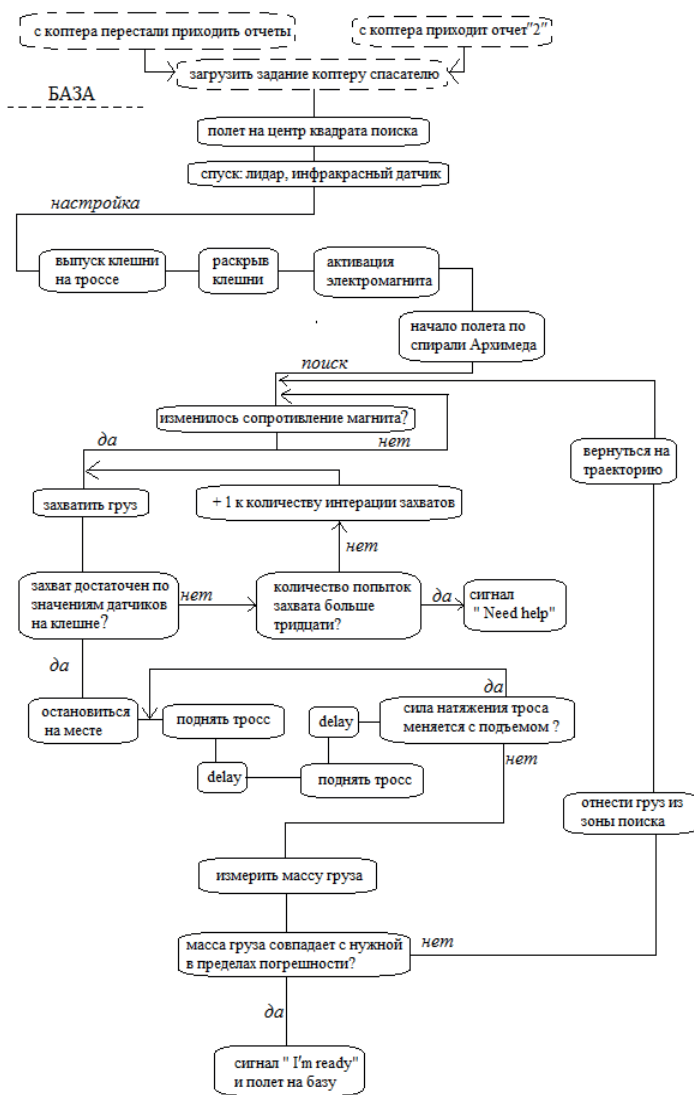 с коптера перестали приходить отчеты
с коптера приходит отчет"2"
загрузить задание коптеру спасателю
БАЗА
полет на центр квадрата поиска
спуск: лидар, инфракрасный датчик
настройка
выпуск клешни
на троссе
раскрыв
клешни
активация
электромагнита
начало полета по
спирали Архимеда
поиск
изменилось сопротивление магнита?
да
нет
вернуться на
траекторию
захватить груз
+ 1 к количеству интерации захватов
нет
захват достаточен по
значениям датчиков
на клешне?
нет
количество попыток
захвата больше
тридцати?
да
сигнал
" Need help"
да
остановиться
на месте
поднять тросс
delay
поднять тросс
delay
да
сила натяжения троса
меняется с подъемом ?
нет
отнести груз из
зоны поиска
измерить массу груза
масса груза совпадает с нужной
в пределах погрешности?
нет
да
сигнал " I'm ready"
и полет на базу